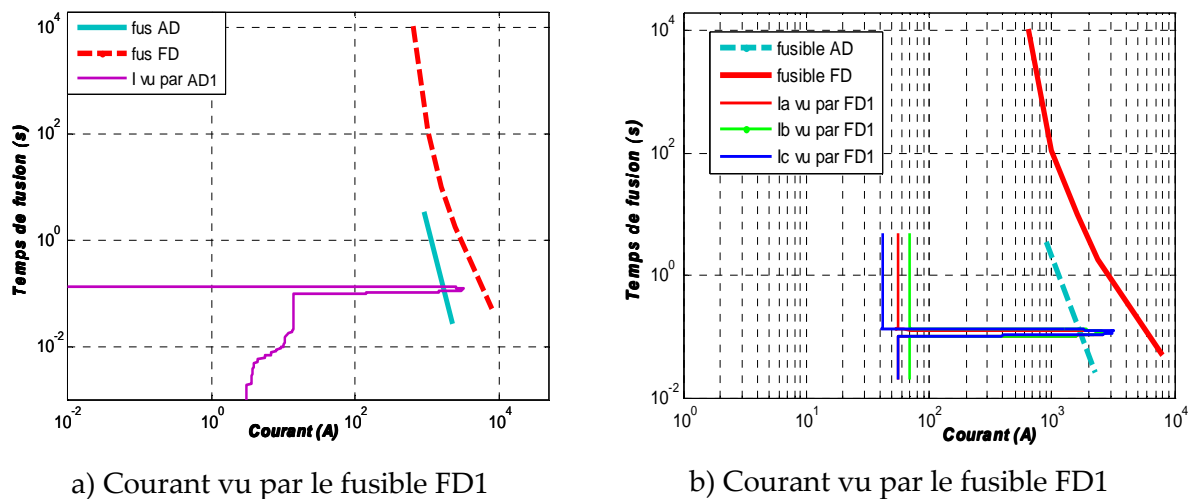 10^4
10^2
10^0
10^-2
Temps de fusion (s)
fus AD
fus FD
I vu par AD1
10^-2
10^0
10^2
10^4
Courant (A)
a) Courant vu par le fusible FD1
10^4
10^2
10^0
10^-2
Temps de fusion (s)
fusible AD
fusible FD
Ia vu par FD1
Ib vu par FD1
Ic vu par FD1
10^0
10^1
10^2
10^3
10^4
Courant (A)
b) Courant vu par le fusible FD1